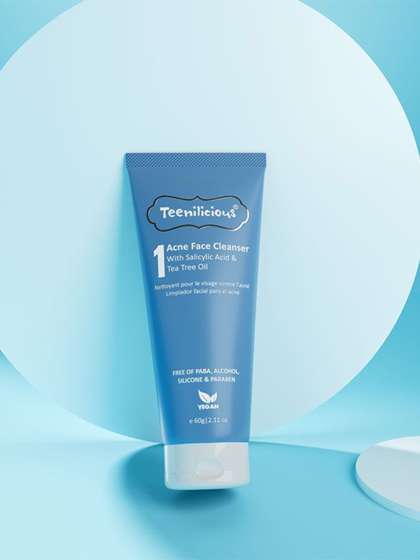 Teenilicious®
1 Acne Face Cleanser
With Salicylic Acid &
Tea Tree Oil
Nettoyant pour le visage contre l'acné
Limpiador facial para el acné
FREE OF PABA, ALCOHOL,
SILICONE & PARABEN
VEGAN
e 60g|2.11 oz